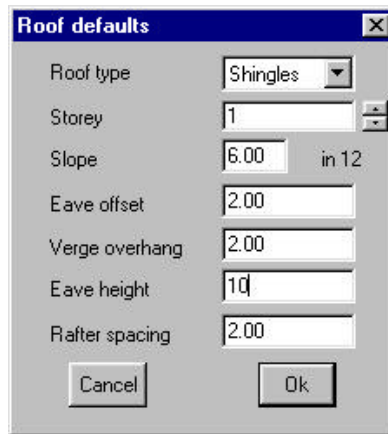 Roof defaults
Roof type Shingles
Storey 1
Slope 6.00 in 12
Eave offset 2.00
Verge overhang 2.00
Eave height 10
Rafter spacing 2.00
Cancel Ok